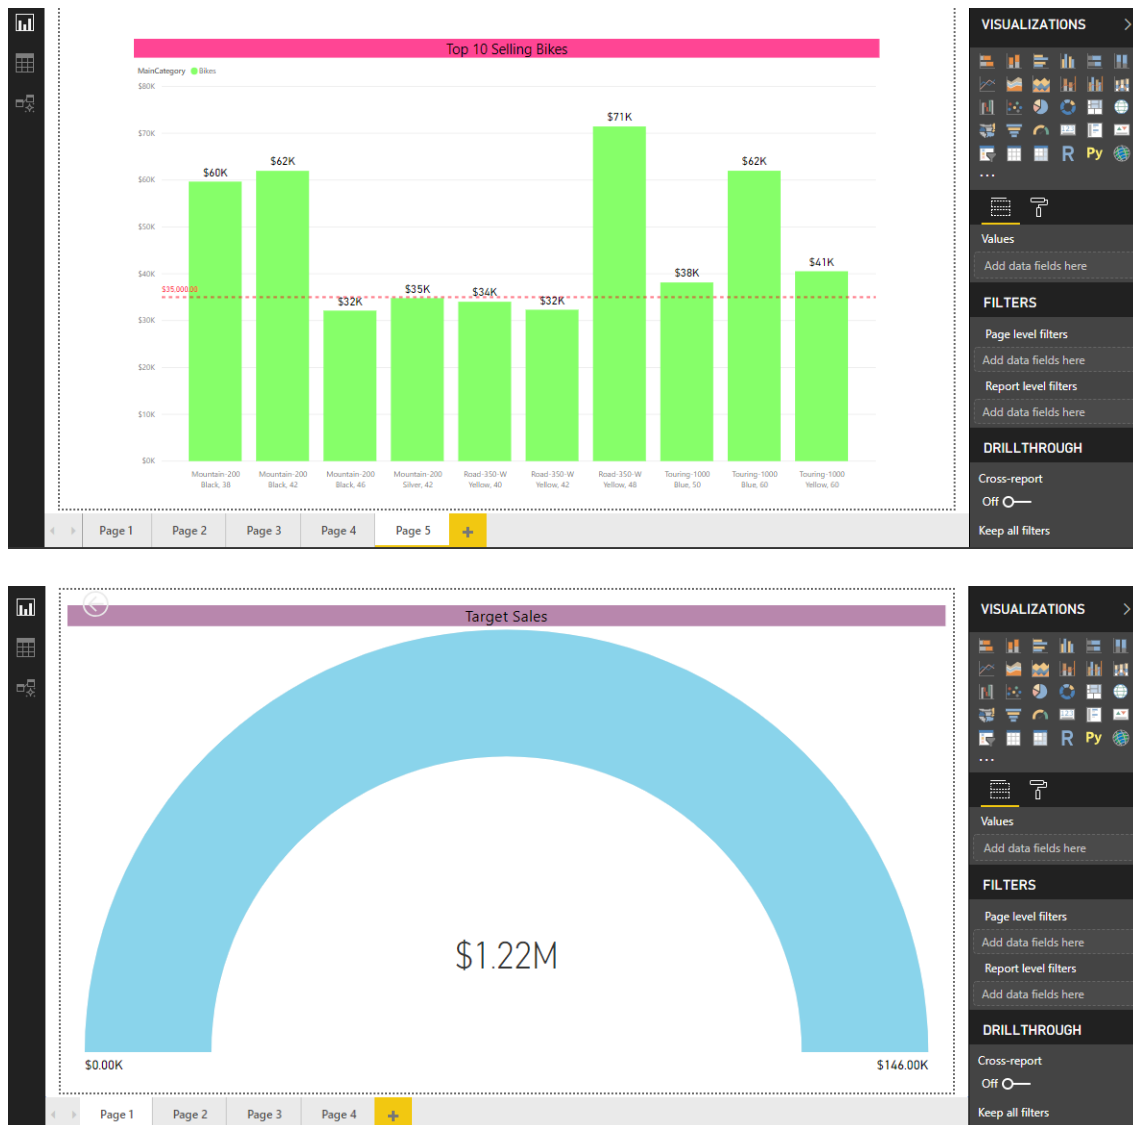 VISUALIZATIONS
Top 10 Selling Bikes
MainCategory Bikes
$80K
$70K
$60K
$50K
$40K
$30K
$20K
$10K
$0K
$35,000.00
$60K
$62K
$32K
$35K
$34K
$32K
$71K
$38K
$62K
$41K
Mountain-200
Black, 38
Mountain-200
Black, 42
Mountain-200
Black, 46
Mountain-200
Silver, 42
Road-350-W
Yellow, 40
Road-350-W
Yellow, 42
Road-350-W
Yellow, 48
Touring-1000
Blue, 50
Touring-1000
Blue, 60
Touring-1000
Yellow, 60
R Py
...
Values
Add data fields here
FILTERS
Page level filters
Add data fields here
Report level filters
Add data fields here
DRILLTHROUGH
Cross-report
Off
Keep all filters
Page 1 Page 2 Page 3 Page 4 Page 5 +
Target Sales
$1.22M
$0.00K
$146.00K
VISUALIZATIONS
R Py
...
Values
Add data fields here
FILTERS
Page level filters
Add data fields here
Report level filters
Add data fields here
DRILLTHROUGH
Cross-report
Off
Keep all filters
Page 1 Page 2 Page 3 Page 4 +